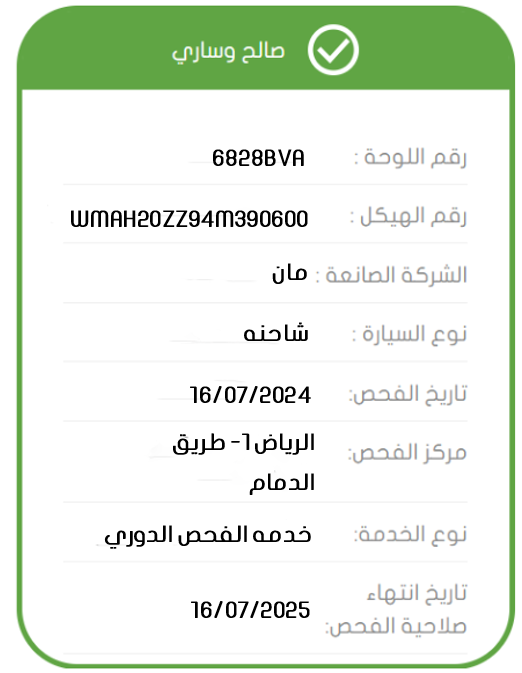 صالح وساري
رقم اللوحة : 6828BVA
رقم الهيكل : WMAH20ZZ94M390600
الشركة الصانعة : مان
نوع السيارة : شاحنه
تاريخ الفحص: 16/07/2024
مركز الفحص: الرياض1- طريق
الدمام
نوع الخدمة: خدمه الفحص الدوري
تاريخ انتهاء
صلاحية الفحص: 16/07/2025